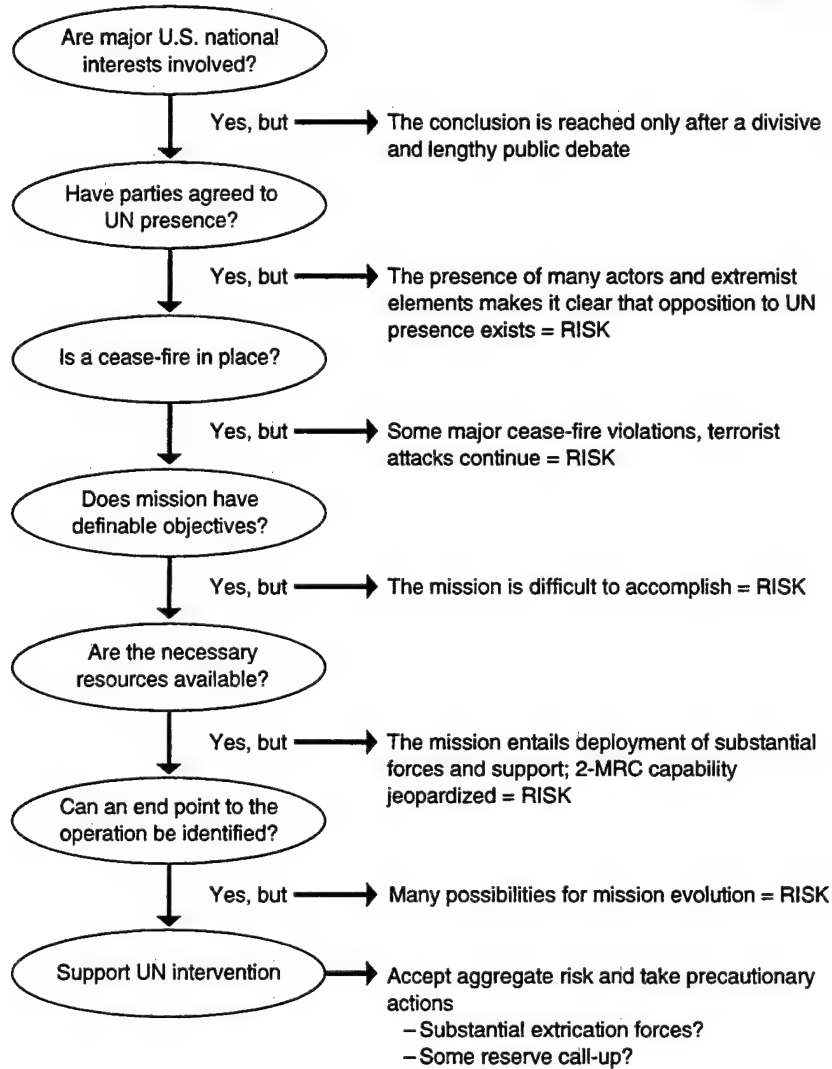 Are major U.S. national
interests involved?
Yes, but
The conclusion is reached only after a divisive
and lengthy public debate
Have parties agreed to
UN presence?
Yes, but
The presence of many actors and extremist
elements makes it clear that opposition to UN
presence exists = RISK
Is a cease-fire in place?
Yes, but
Some major cease-fire violations, terrorist
attacks continue = RISK
Does mission have
definable objectives?
Yes, but
The mission is difficult to accomplish = RISK
Are the necessary
resources available?
Yes, but
The mission entails deployment of substantial
forces and support; 2-MRC capability
jeopardized = RISK
Can an end point to the
operation be identified?
Yes, but
Many possibilities for mission evolution = RISK
Support UN intervention
Accept aggregate risk and take precautionary
actions
– Substantial extrication forces?
– Some reserve call-up?